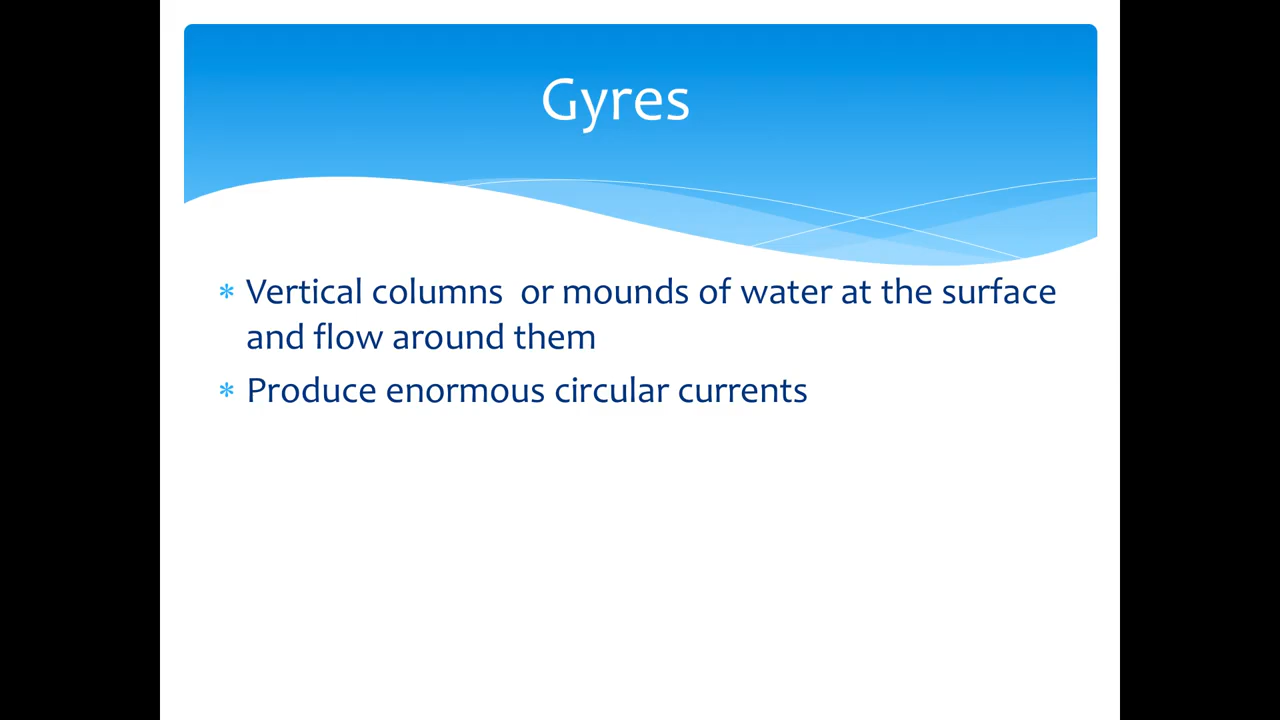 Gyres
* Vertical columns  or mounds of water at the surface
and flow around them
* Produce enormous circular currents